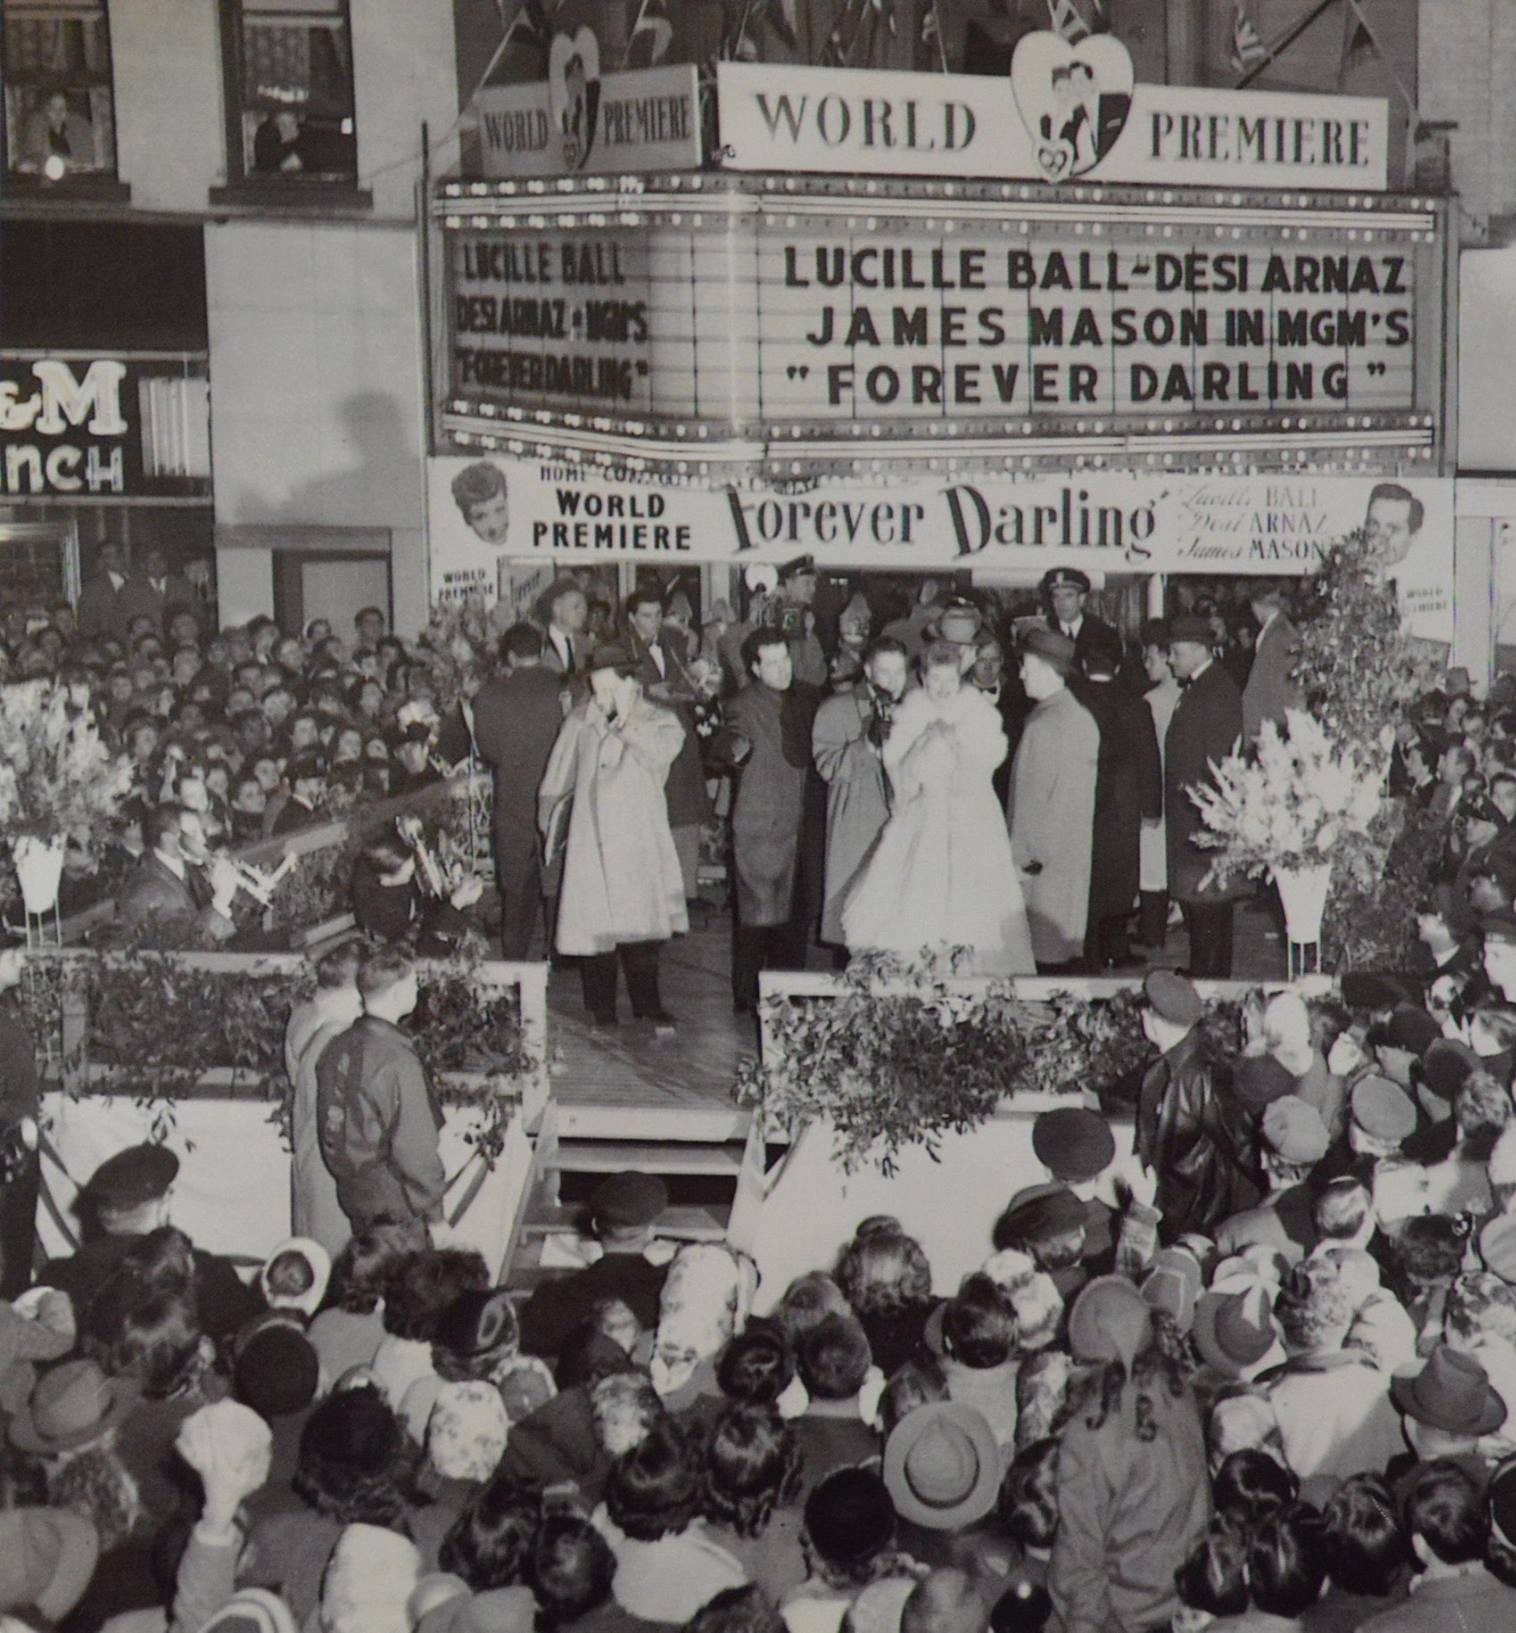 WORLD PREMIERE
WORLD PREMIERE
LUCILLE BALL
DESI ARNAZ * MGM'S
"FOREVER DARLING"
LUCILLE BALL-DESI ARNAZ
JAMES MASON IN MGM'S
"FOREVER DARLING"
&M
NCH
WORLD
PREMIERE
Forever Darling
Lucille BALL
Desi ARNAZ
James MASON
WORLD